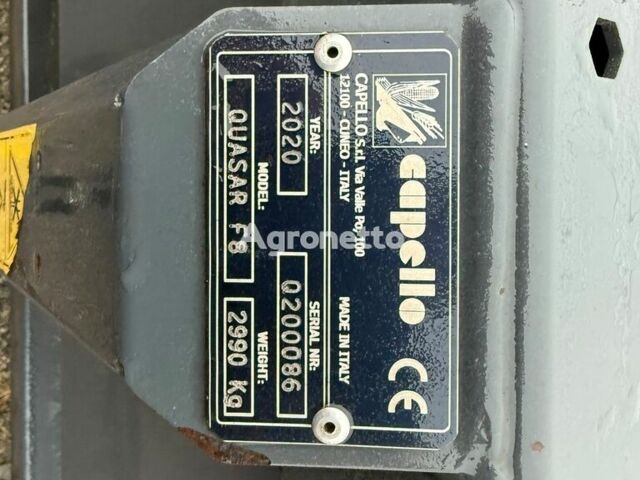 capello
CAPELLO S.r.l. Via Valle Po, 100
12100 - CUNEO - ITALY
MADE IN ITALY
CE
YEAR:
2020
SERIAL NR:
Q200086
MODEL:
QUASAR F8
WEIGHT:
2990 Kg
Agronetto